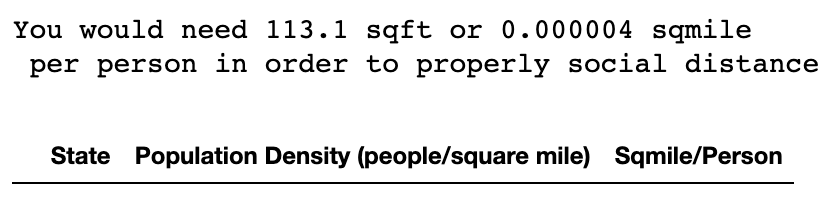 You would need 113.1 sqft or 0.000004 sqmile
per person in order to properly social distance
State Population Density (people/square mile) Sqmile/Person